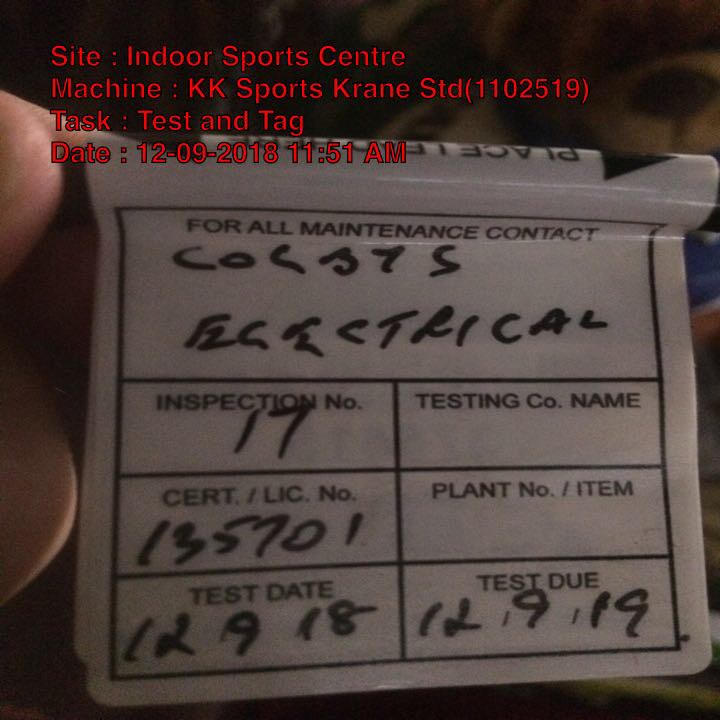 Site : Indoor Sports Centre
Machine : KK Sports Krane Std(1102519)
Task : Test and Tag
Date : 12-09-2018 11:51 AM
PLACE
FOR ALL MAINTENANCE CONTACT
COLBYS
ELECTRICAL
INSPECTION No.
17
TESTING Co. NAME
CERT. / LIC. No.
135701
PLANT No. / ITEM
TEST DATE
12 9 18
TEST DUE
12.9.19